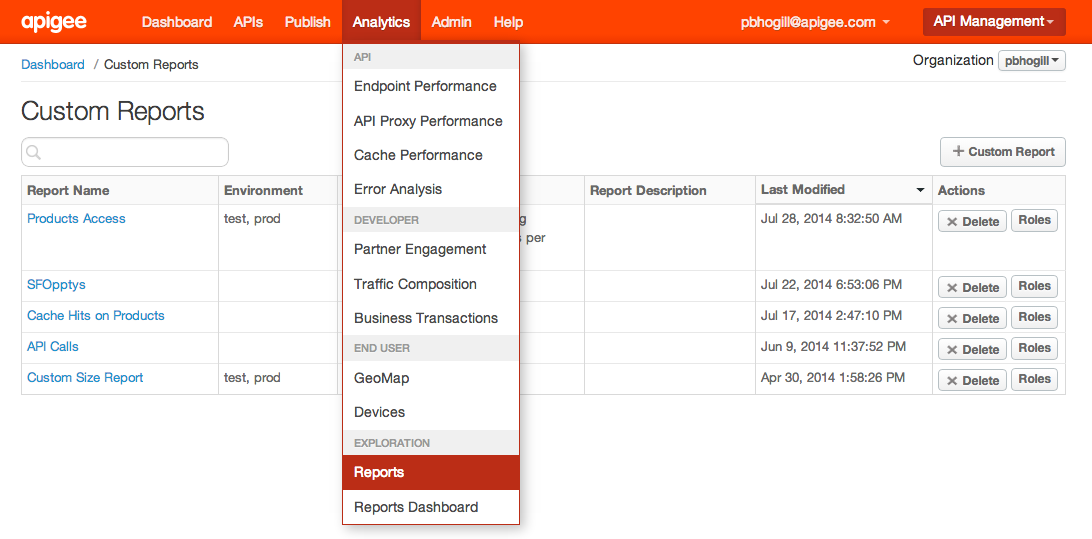 apigee Dashboard APIs Publish Analytics Admin Help pbhogill@apigee.com API Management
Dashboard / Custom Reports
Organization pbhogill
Custom Reports
+ Custom Report
Report Name Environment Report Description Last Modified Actions
Products Access test, prod Jul 28, 2014 8:32:50 AM × Delete Roles
per
SFOpptys Jul 22, 2014 6:53:06 PM × Delete Roles
Cache Hits on Products Jul 17, 2014 2:47:10 PM × Delete Roles
API Calls Jun 9, 2014 11:37:52 PM × Delete Roles
Custom Size Report test, prod Apr 30, 2014 1:58:26 PM × Delete Roles
API
Endpoint Performance
API Proxy Performance
Cache Performance
Error Analysis
DEVELOPER
Partner Engagement
Traffic Composition
Business Transactions
END USER
GeoMap
Devices
EXPLORATION
Reports
Reports Dashboard